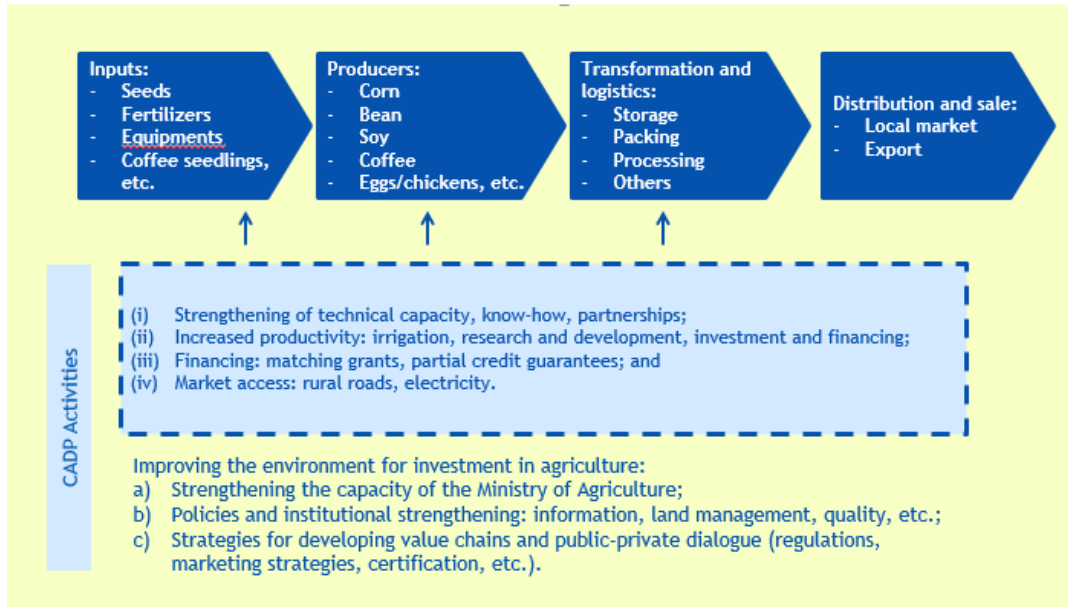 Inputs:
- Seeds
- Fertilizers
- Equipments
- Coffee seedlings,
etc.
Producers:
- Corn
- Bean
- Soy
- Coffee
- Eggs/chickens, etc.
Transformation and
logistics:
- Storage
- Packing
- Processing
- Others
Distribution and sale:
- Local market
- Export
CADP Activities
(i) Strengthening of technical capacity, know-how, partnerships;
(ii) Increased productivity: irrigation, research and development, investment and financing;
(iii) Financing: matching grants, partial credit guarantees; and
(iv) Market access: rural roads, electricity.
Improving the environment for investment in agriculture:
a) Strengthening the capacity of the Ministry of Agriculture;
b) Policies and institutional strengthening: information, land management, quality, etc.;
c) Strategies for developing value chains and public-private dialogue (regulations,
marketing strategies, certification, etc.).